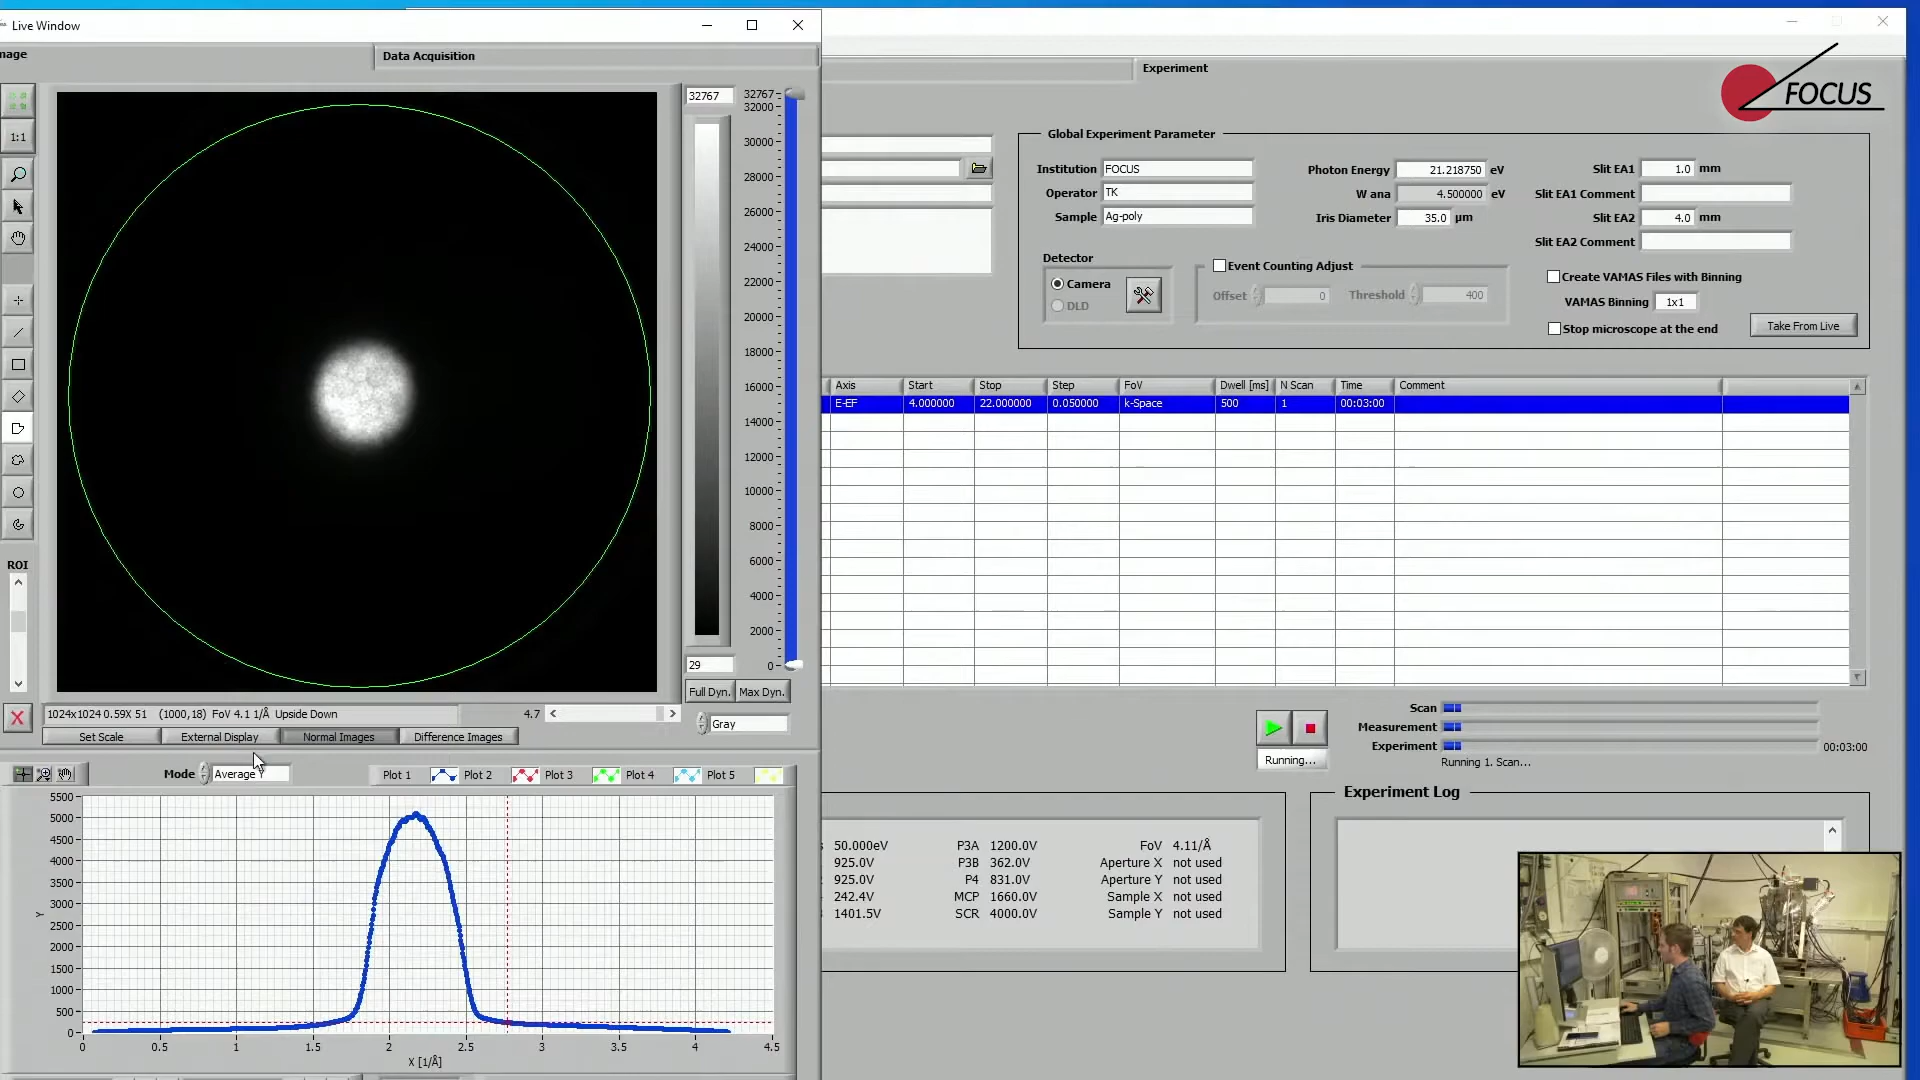 Live Window
mage
Data Acquisition
Experiment
FOCUS
1:1
ROI
32767
32767
32000
30000
28000
26000
24000
22000
20000
18000
16000
14000
12000
10000
8000
6000
4000
2000
0
29
Full Dyn.
Max Dyn.
Gray
1024x1024 0.59X 51 (1000,18) FoV 4.1 1/Å Upside Down
4.7
Set Scale
External Display
Normal Images
Difference Images
Mode
Average Y
Plot 1
Plot 2
Plot 3
Plot 4
Plot 5
5500
5000
4500
4000
3500
3000
2500
2000
1500
1000
500
0
Y
0 0.5 1 1.5 2 2.5 3 3.5 4 4.5
X [1/Å]
Global Experiment Parameter
Institution FOCUS
Operator TK
Sample Ag-poly
Photon Energy 21.218750 eV
W ana 4.500000 eV
Iris Diameter 35.0 µm
Slit EA1 1.0 mm
Slit EA1 Comment
Slit EA2 4.0 mm
Slit EA2 Comment
Detector
Camera
DLD
Event Counting Adjust
Offset 0 Threshold 400
Create VAMAS Files with Binning
VAMAS Binning 1x1
Stop microscope at the end
Take From Live
Axis Start Stop Step FoV Dwell [ms] N Scan Time Comment
E-EF 4.000000 22.000000 0.050000 k-Space 500 1 00:03:00
Running...
Scan
Measurement
Experiment
00:03:00
Running 1. Scan...
50.000eV P3A 1200.0V FoV 4.11/Å
925.0V P3B 362.0V Aperture X not used
925.0V P4 831.0V Aperture Y not used
242.4V MCP 1660.0V Sample X not used
1401.5V SCR 4000.0V Sample Y not used
Experiment Log